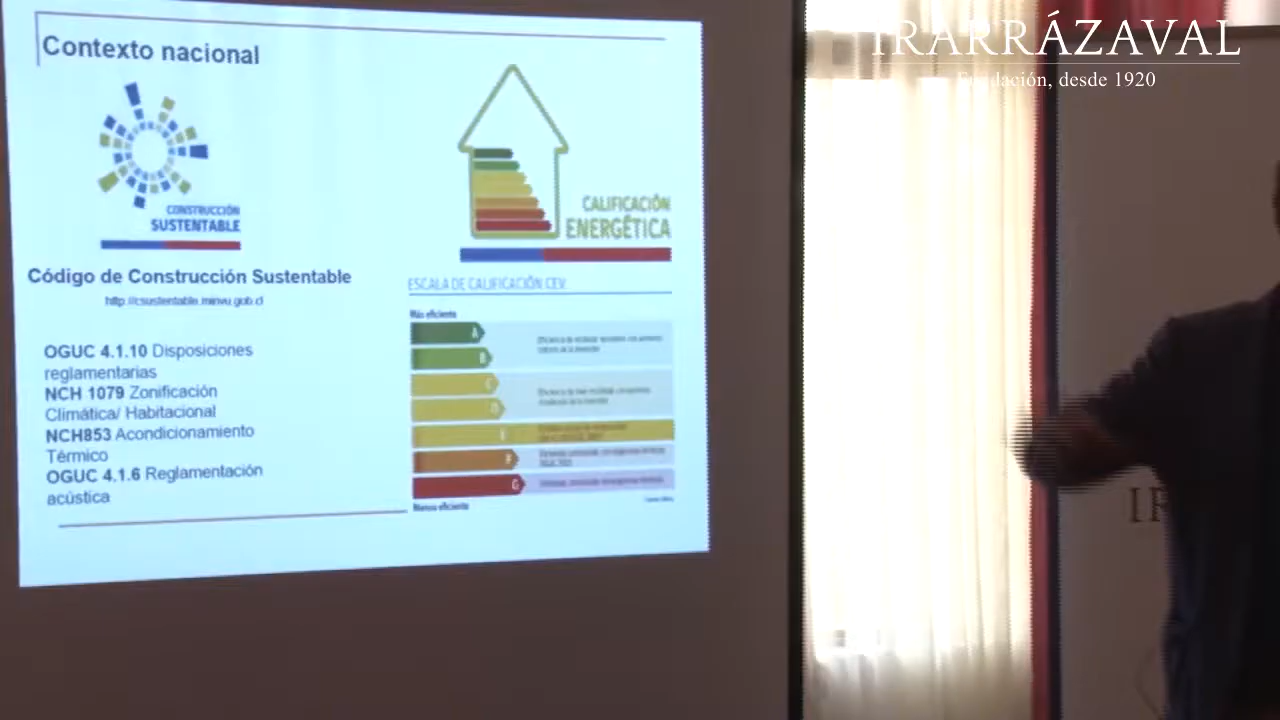 IRARRÁZAVAL
Fundación, desde 1920
Contexto nacional
CONSTRUCCIÓN
SUSTENTABLE
Código de Construcción Sustentable
http://csustentable.minvu.gob.cl
OGUC 4.1.10 Disposiciones
reglamentarias
NCH 1079 Zonificación
Climática/ Habitacional
NCH853 Acondicionamiento
Térmico
OGUC 4.1.6 Reglamentación
acústica
CALIFICACIÓN
ENERGÉTICA
ESCALA DE CALIFICACIÓN CEV
Más eficiente
A
B
C
D
E
F
G
Menos eficiente
IR